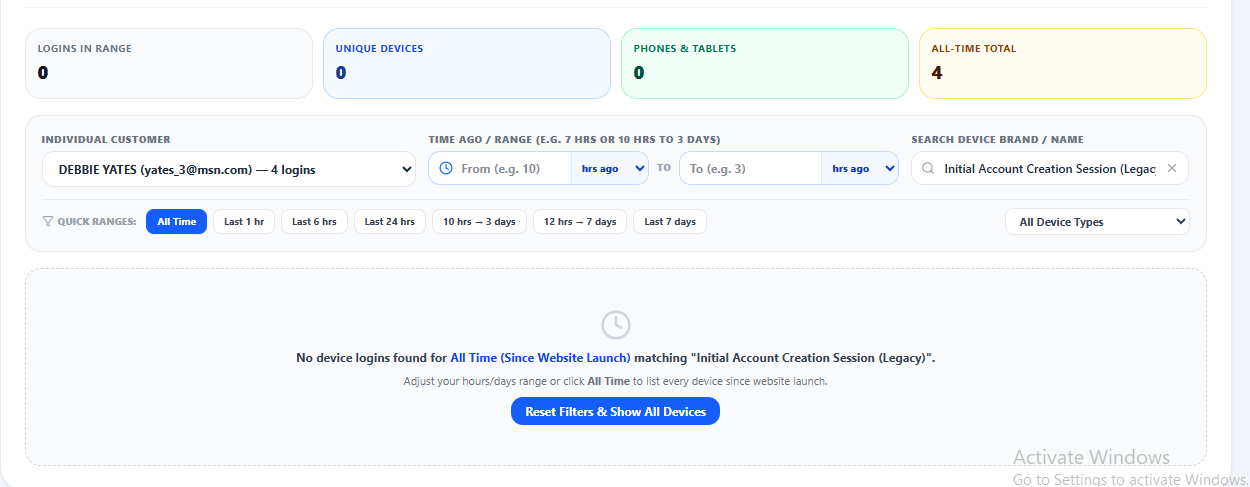 LOGINS IN RANGE
0
UNIQUE DEVICES
0
PHONES & TABLETS
0
ALL-TIME TOTAL
4
INDIVIDUAL CUSTOMER
DEBBIE YATES (yates_3@msn.com) — 4 logins
TIME AGO / RANGE (E.G. 7 HRS OR 10 HRS TO 3 DAYS)
From (e.g. 10) hrs ago TO To (e.g. 3) hrs ago
SEARCH DEVICE BRAND / NAME
Initial Account Creation Session (Legac
QUICK RANGES: All Time Last 1 hr Last 6 hrs Last 24 hrs 10 hrs → 3 days 12 hrs → 7 days Last 7 days
All Device Types
No device logins found for All Time (Since Website Launch) matching "Initial Account Creation Session (Legacy)".
Adjust your hours/days range or click All Time to list every device since website launch.
Reset Filters & Show All Devices
Activate Windows
Go to Settings to activate Windows.